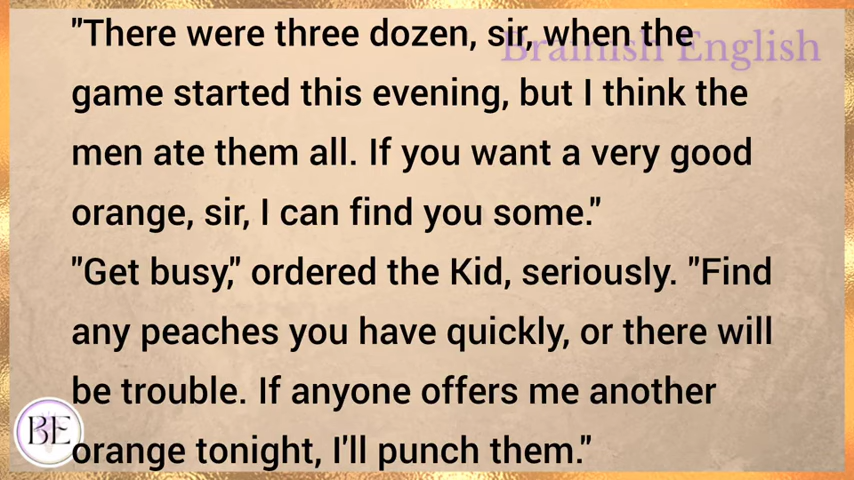 Brainish English
"There were three dozen, sir, when the
game started this evening, but I think the
men ate them all. If you want a very good
orange, sir, I can find you some."
"Get busy," ordered the Kid, seriously. "Find
any peaches you have quickly, or there will
be trouble. If anyone offers me another
orange tonight, I'll punch them."
BE